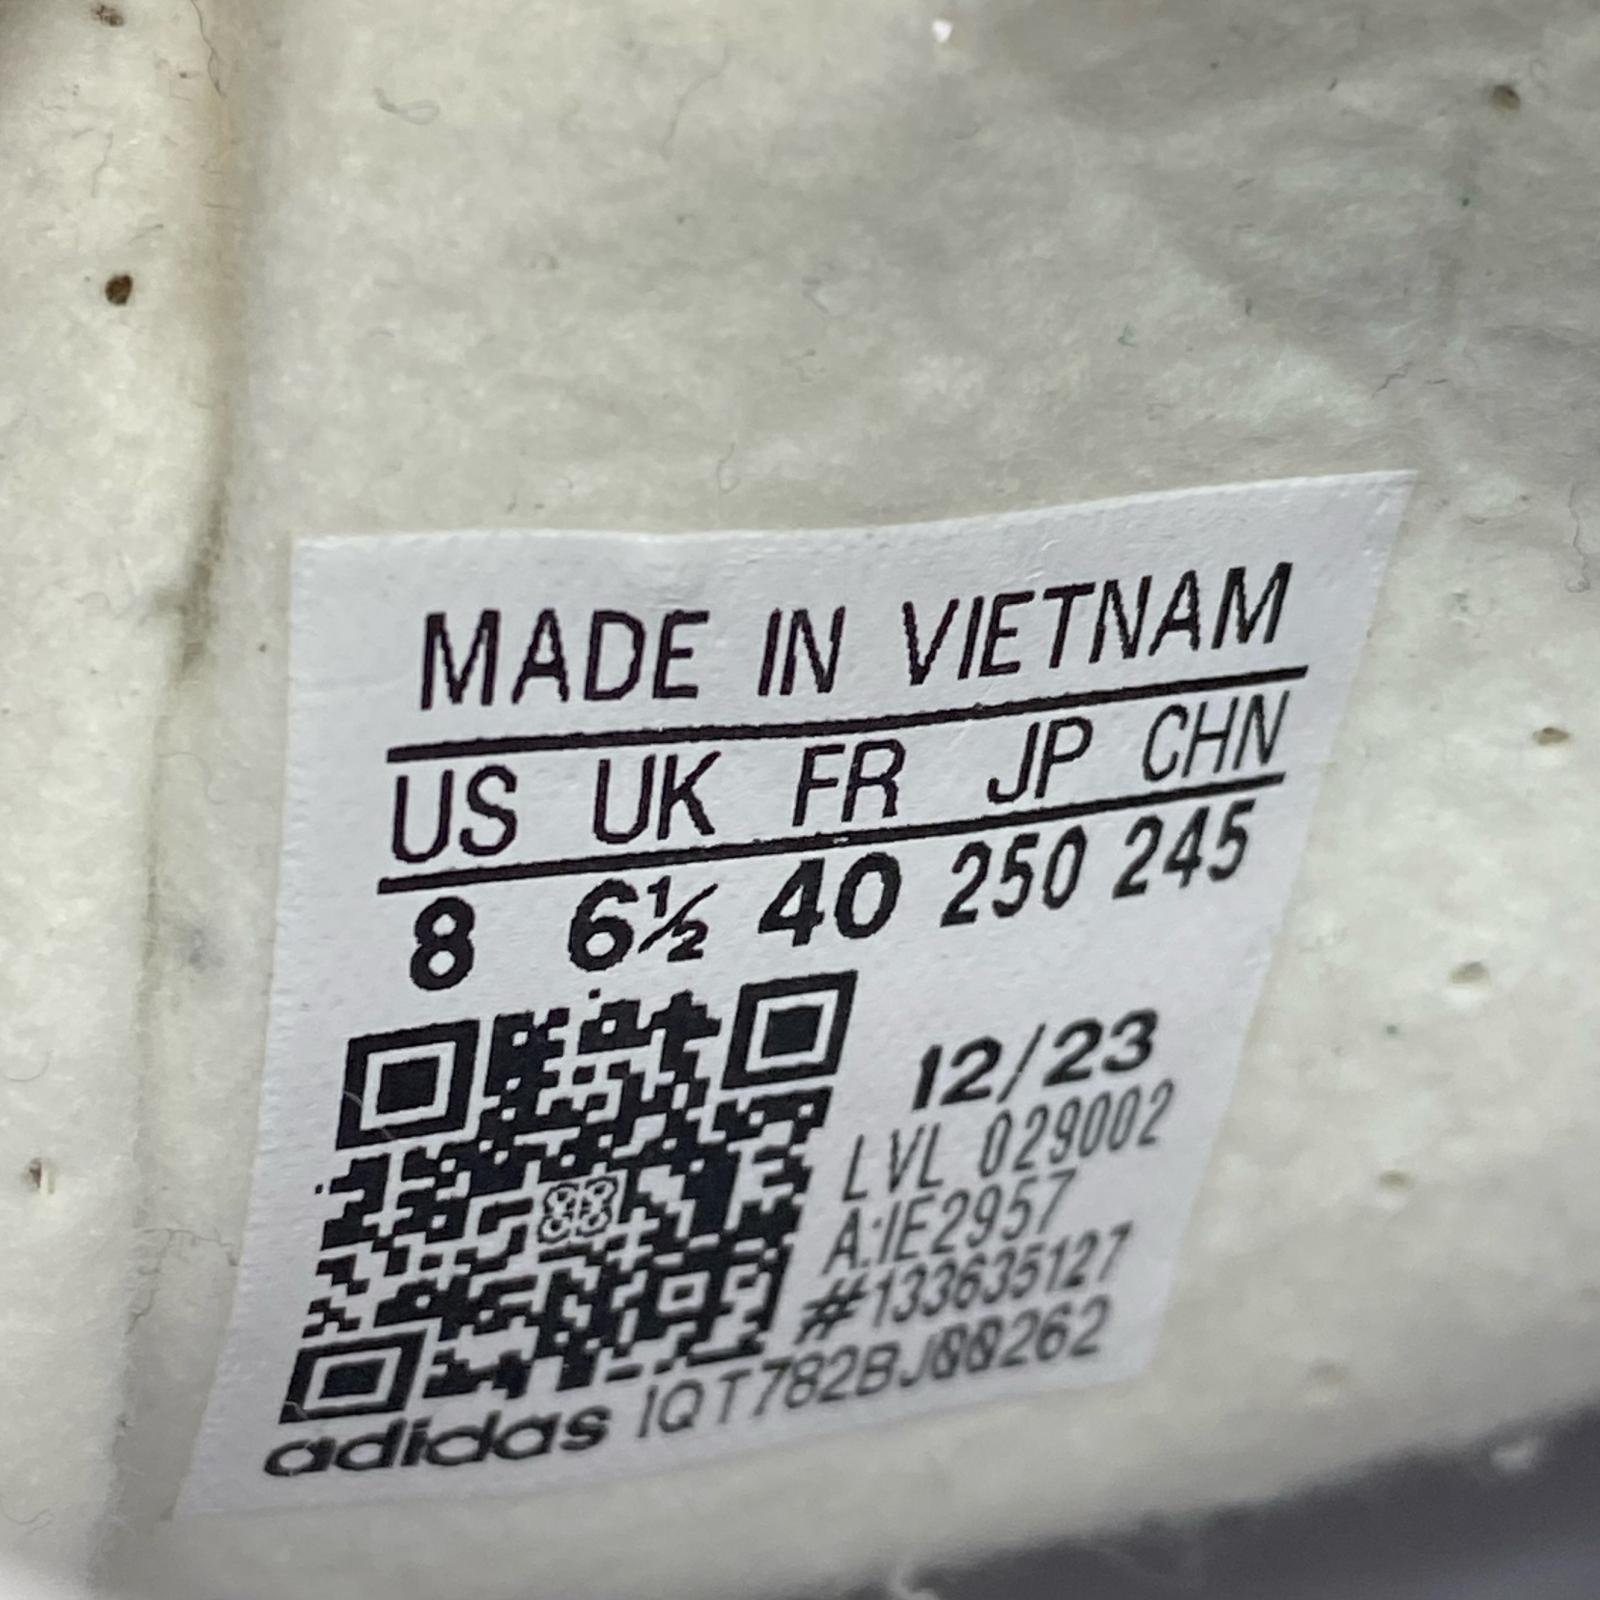 MADE IN VIETNAM
US UK FR JP CHN
8 6½ 40 250 245
12/23
LVL 029002
A:IE2957
#133635127
adidas 1QT782BJ00262